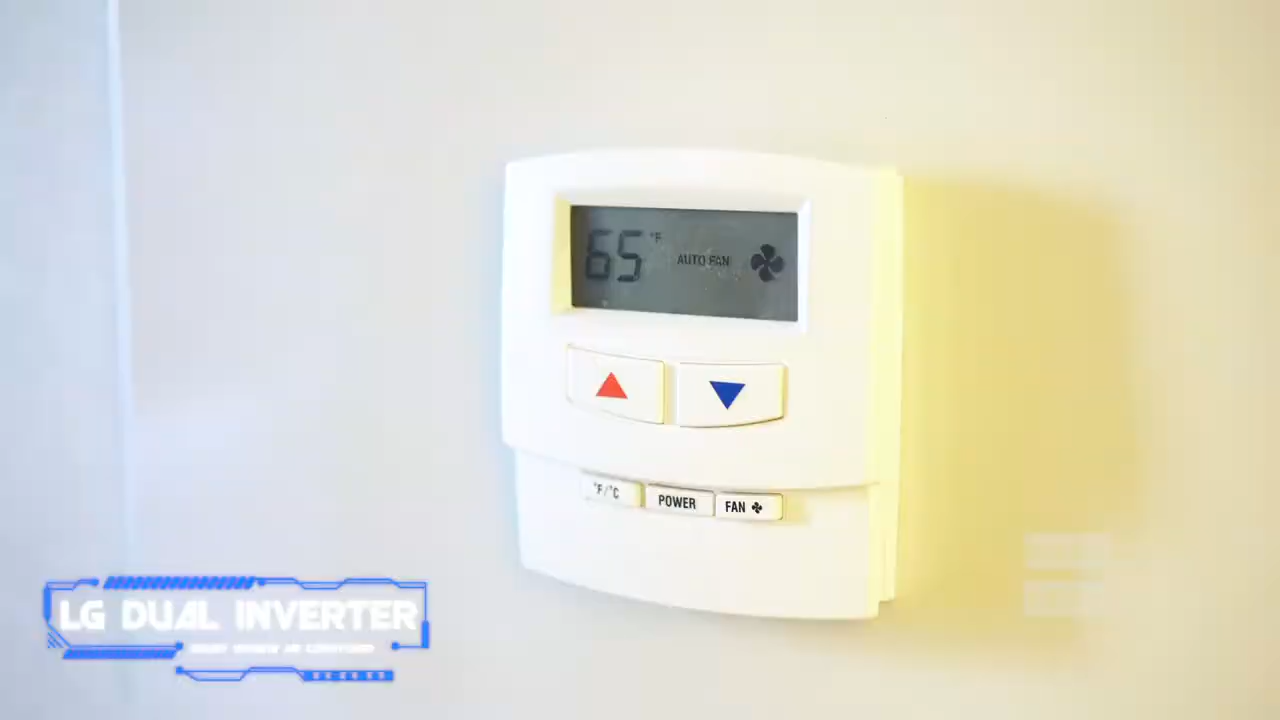 65 °F
AUTO FAN
°F/°C
POWER
FAN
LG DUAL INVERTER